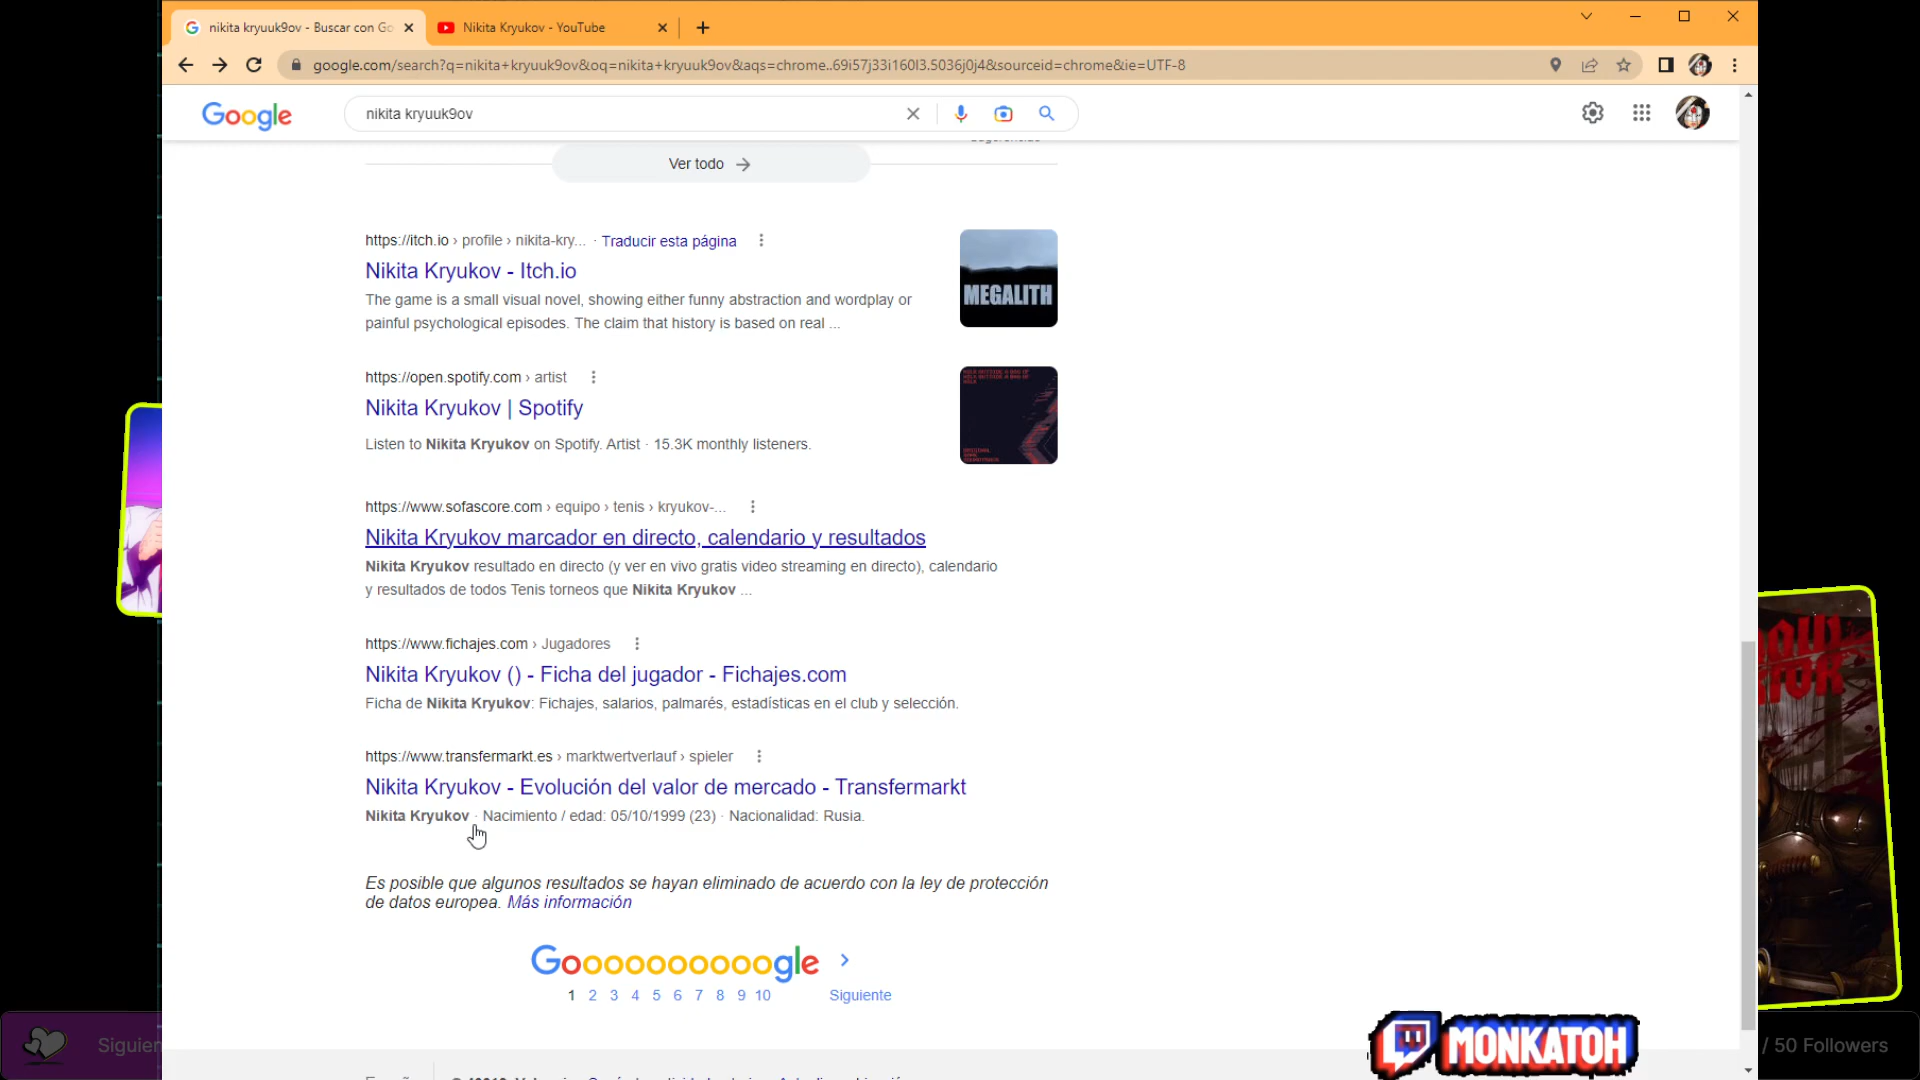 nikita kryuuk9ov - Buscar con Go
Nikita Kryukov - YouTube
google.com/search?q=nikita+kryuuk9ov&oq=nikita+kryuuk9ov&aqs=chrome..69i57j33i160l3.5036j0j4&sourceid=chrome&ie=UTF-8
Google
nikita kryuuk9ov
Ver todo
https://itch.io › profile › nikita-kry... · Traducir esta página
Nikita Kryukov - Itch.io
The game is a small visual novel, showing either funny abstraction and wordplay or
painful psychological episodes. The claim that history is based on real ...
MEGALITH
https://open.spotify.com › artist
Nikita Kryukov | Spotify
Listen to Nikita Kryukov on Spotify. Artist · 15.3K monthly listeners.
https://www.sofascore.com › equipo › tenis › kryukov-...
Nikita Kryukov marcador en directo, calendario y resultados
Nikita Kryukov resultado en directo (y ver en vivo gratis video streaming en directo), calendario
y resultados de todos Tenis torneos que Nikita Kryukov ...
https://www.fichajes.com › Jugadores
Nikita Kryukov () - Ficha del jugador - Fichajes.com
Ficha de Nikita Kryukov: Fichajes, salarios, palmarés, estadísticas en el club y selección.
https://www.transfermarkt.es › marktwertverlauf › spieler
Nikita Kryukov - Evolución del valor de mercado - Transfermarkt
Nikita Kryukov · Nacimiento / edad: 05/10/1999 (23) · Nacionalidad: Rusia.
Es posible que algunos resultados se hayan eliminado de acuerdo con la ley de protección
de datos europea. Más información
Goooooooooogle
1 2 3 4 5 6 7 8 9 10 Siguiente
Siguien
MONKATOH
/ 50 Followers